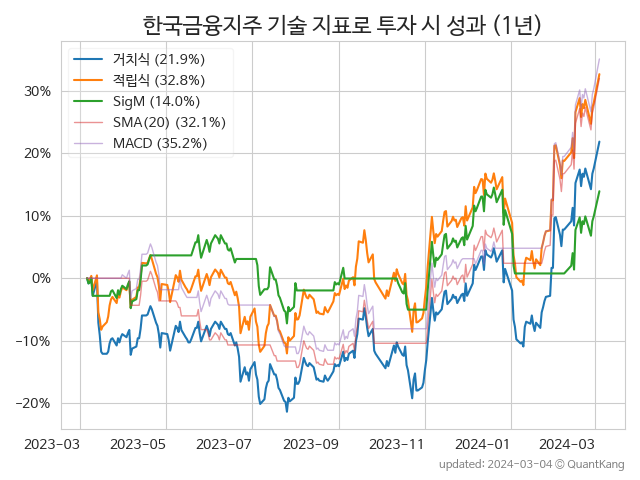 한국금융지주 기술 지표로 투자 시 성과 (1년)
거치식 (21.9%)
적립식 (32.8%)
SigM (14.0%)
SMA(20) (32.1%)
MACD (35.2%)
30%
20%
10%
0%
−10%
−20%
2023-03 2023-05 2023-07 2023-09 2023-11 2024-01 2024-03
updated: 2024-03-04 ⓒ QuantKang